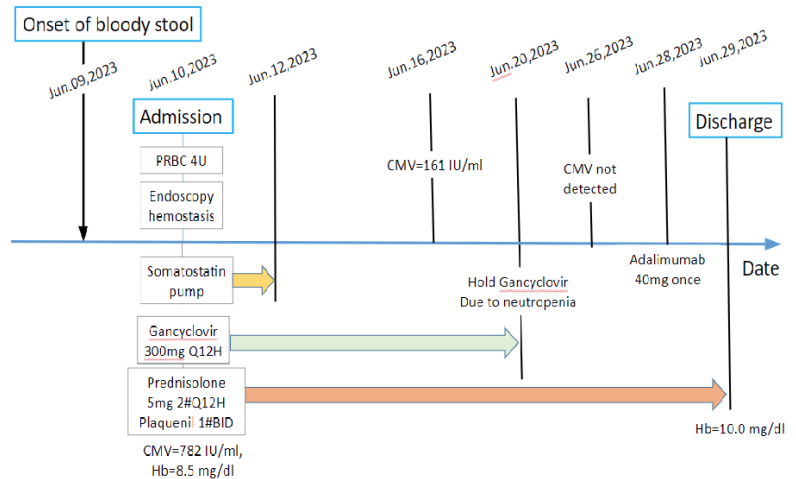 Onset of bloody stool
Jun.09,2023
Jun.10,2023
Jun.12,2023
Jun.16,2023
Jun.20,2023
Jun.26,2023
Jun.28,2023
Jun.29,2023
Admission
Discharge
PRBC 4U
Endoscopy
hemostasis
CMV=161 IU/ml
CMV not
detected
Date
Somatostatin
pump
Hold Gancyclovir
Due to neutropenia
Adalimumab
40mg once
Gancyclovir
300mg Q12H
Prednisolone
5mg 2#Q12H
Plaquenil 1#BID
CMV=782 IU/ml,
Hb=8.5 mg/dl
Hb=10.0 mg/dl